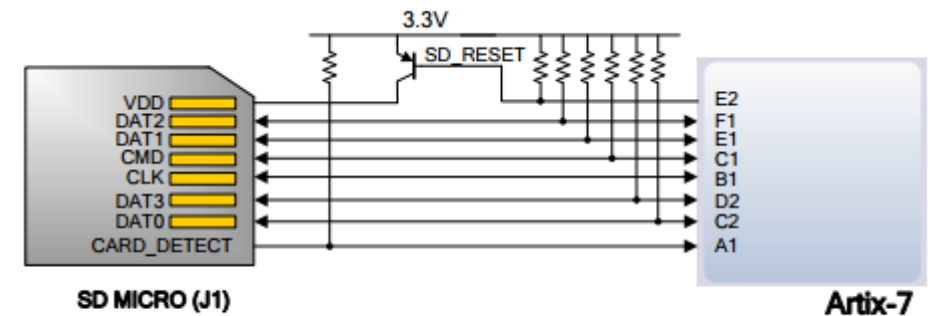 3.3V
SD_RESET
VDD
DAT2
DAT1
CMD
CLK
DAT3
DAT0
CARD_DETECT
E2
F1
E1
C1
B1
D2
C2
A1
SD MICRO (J1)
Artix-7